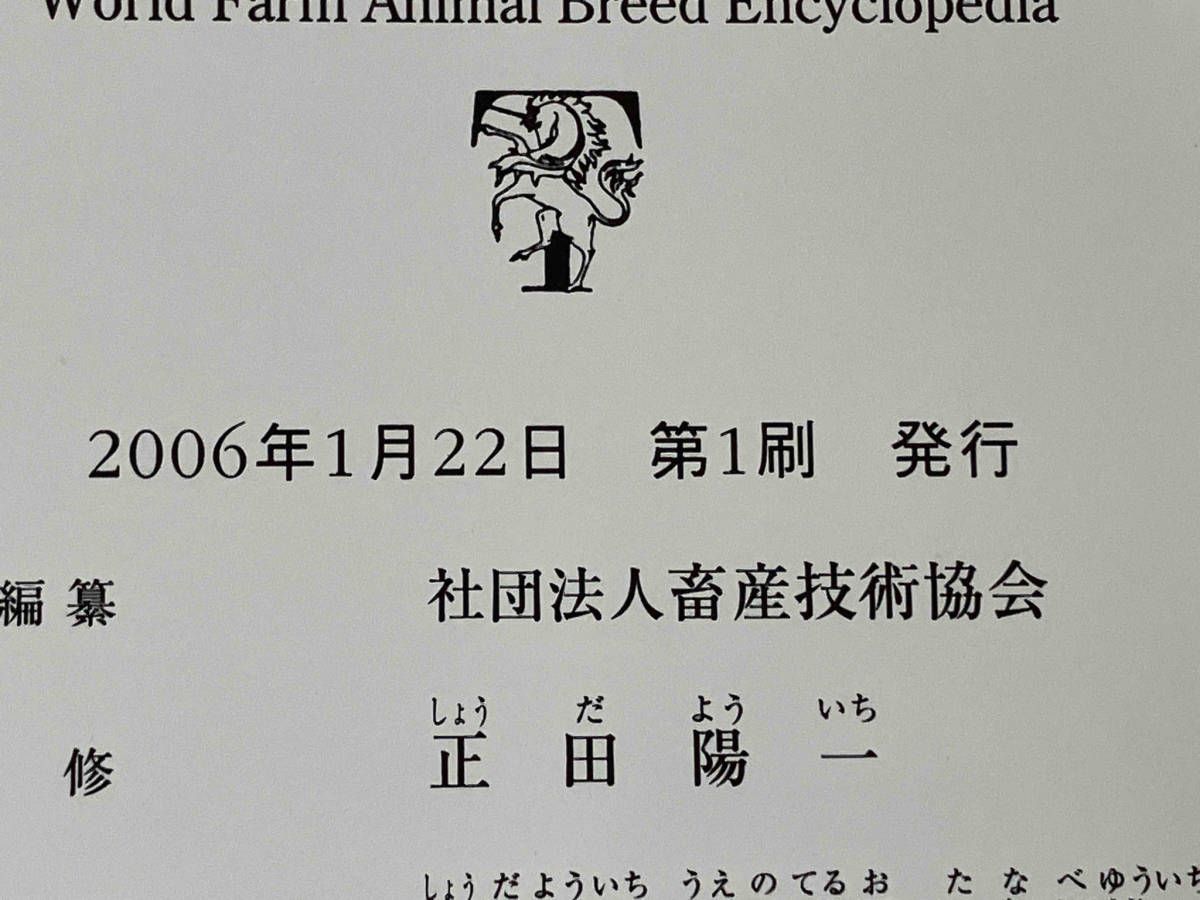 World Farm Animal Breed Encyclopedia
2006年1月22日 第1刷 発行
編纂 社団法人畜産技術協会
しょう だ よう いち
修 正田陽一
しょうだよういち うえのてるお たなべゆういち